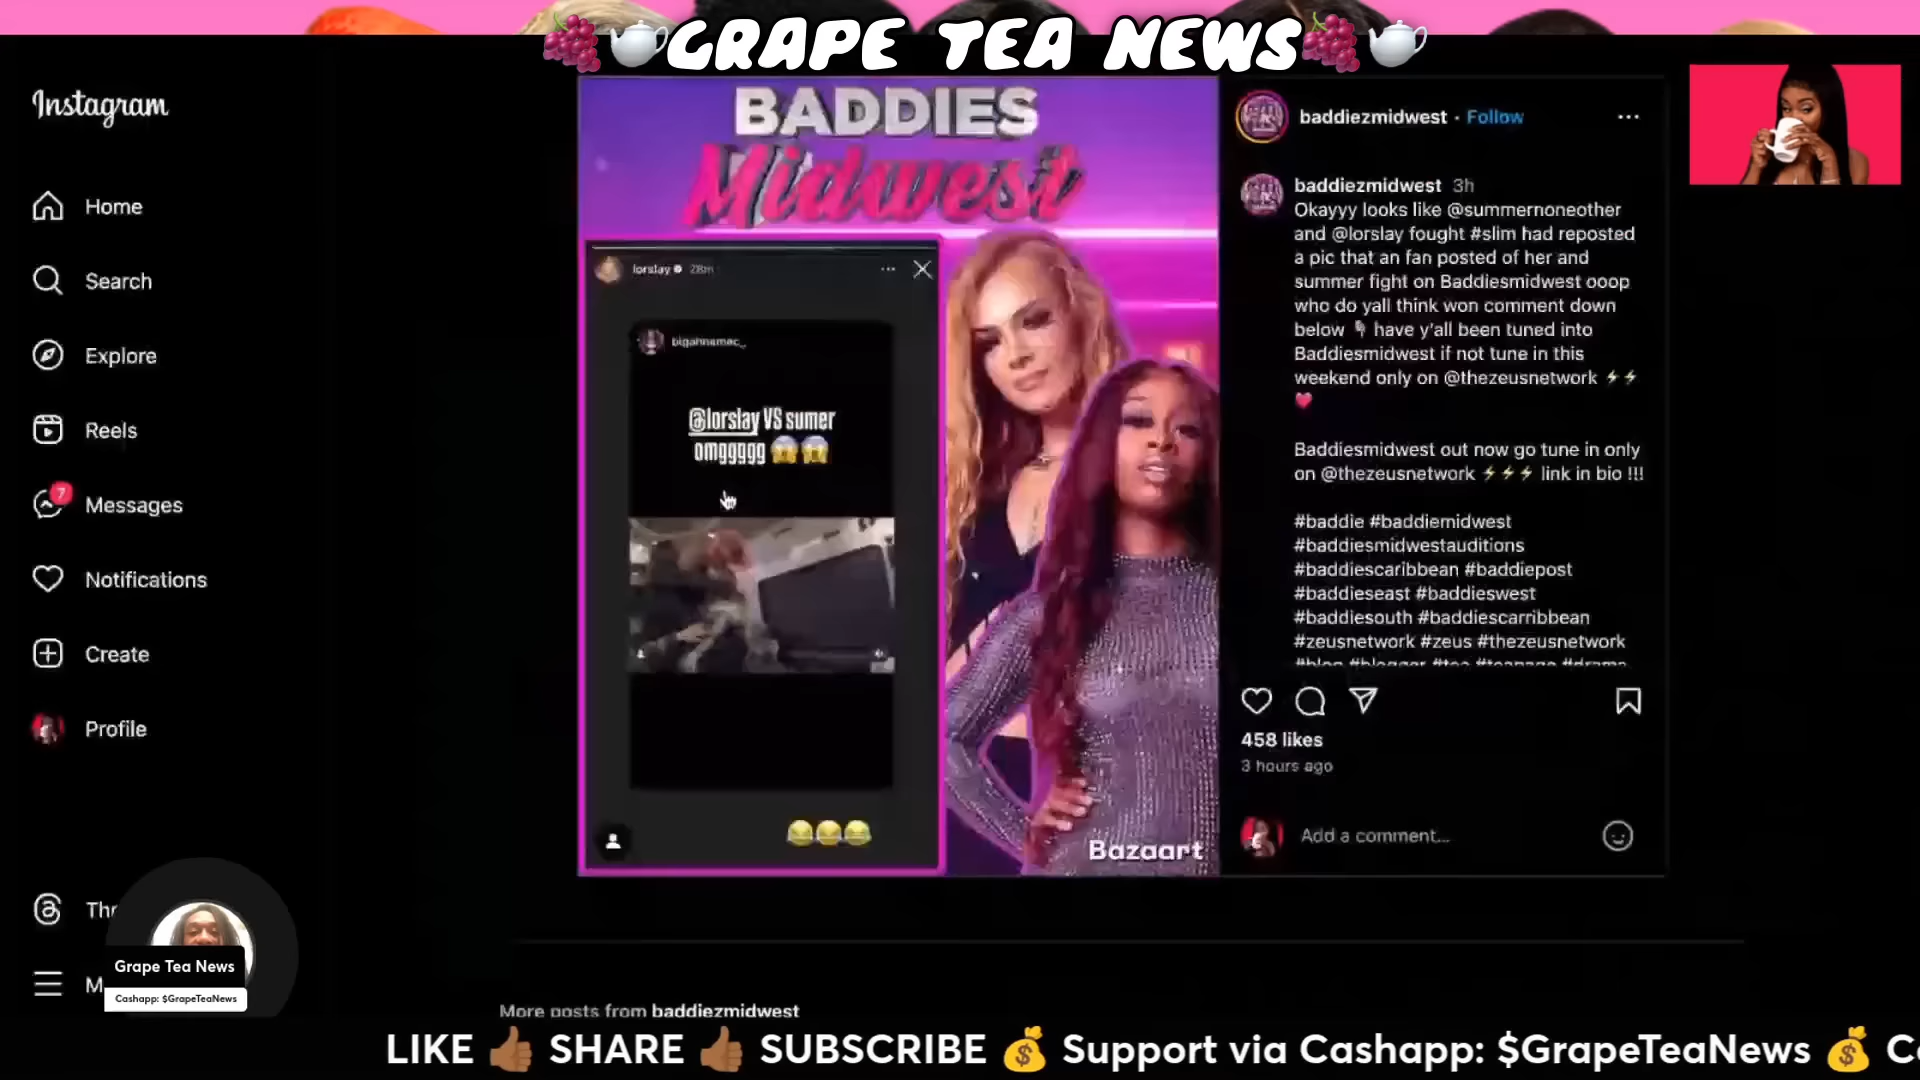 🍇🫖GRAPE TEA NEWS🍇🫖
Instagram
Home
Search
Explore
Reels
7
Messages
Notifications
Create
Profile
Grape Tea News
Cashapp: $GrapeTeaNews
BADDIES
Midwest
lorslay 28m
@lorslay VS sumer
omggggg 😱😱
😂😂😂
Bazaart
baddiezmidwest · Follow
baddiezmidwest 3h
Okayyy looks like @summernoneother
and @lorslay fought #slim had reposted
a pic that an fan posted of her and
summer fight on Baddiesmidwest ooop
who do yall think won comment down
below 👇🏾 have y'all been tuned into
Baddiesmidwest if not tune in this
weekend only on @thezeusnetwork ⚡⚡
❤️
Baddiesmidwest out now go tune in only
on @thezeusnetwork ⚡⚡⚡ link in bio !!!
#baddie #baddiemidwest
#baddiesmidwestauditions
#baddiescaribbean #baddiepost
#baddieseast #baddieswest
#baddiesouth #baddiescarribbean
#zeusnetwork #zeus #thezeusnetwork
#blog #blogger #tea #teapage #drama
458 likes
3 hours ago
Add a comment...
More posts from baddiezmidwest
LIKE 👍🏾 SHARE 👍🏾 SUBSCRIBE 💰 Support via Cashapp: $GrapeTeaNews 💰